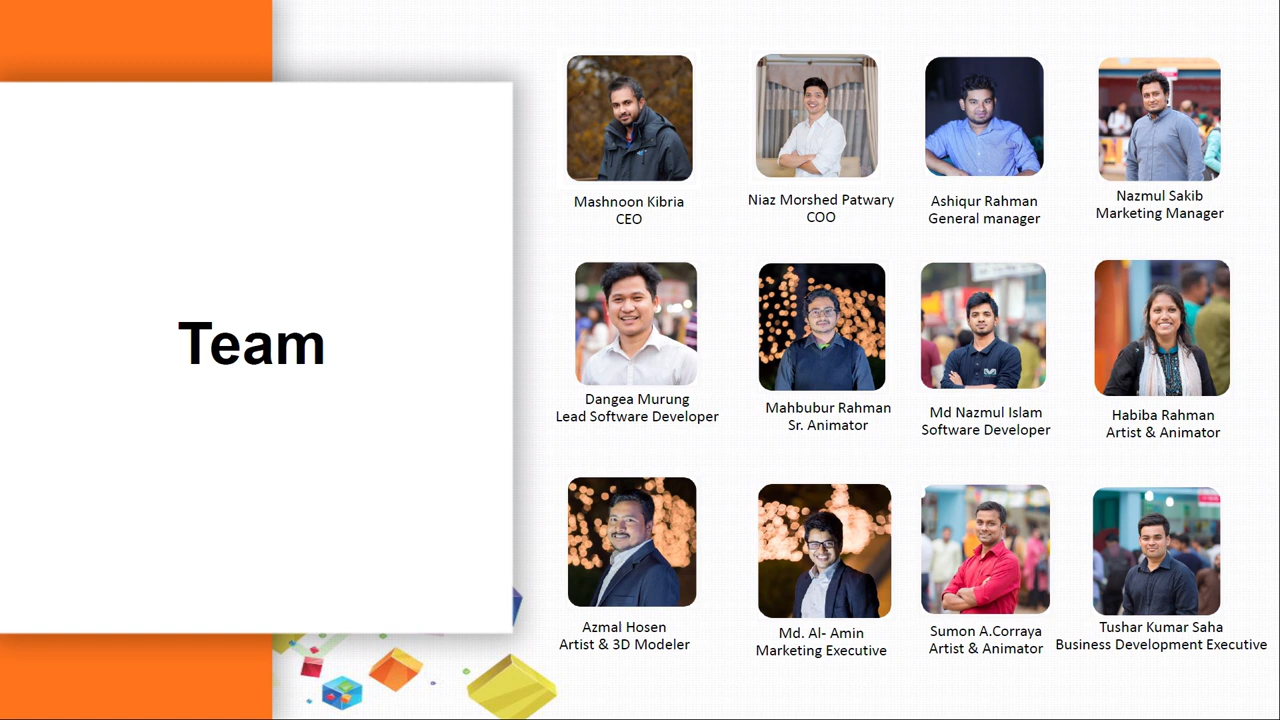 Team
Mashnoon Kibria
CEO
Niaz Morshed Patwary
COO
Ashiqur Rahman
General manager
Nazmul Sakib
Marketing Manager
Dangea Murung
Lead Software Developer
Mahbubur Rahman
Sr. Animator
Md Nazmul Islam
Software Developer
Habiba Rahman
Artist & Animator
Azmal Hosen
Artist & 3D Modeler
Md. Al- Amin
Marketing Executive
Sumon A.Corraya
Artist & Animator
Tushar Kumar Saha
Business Development Executive